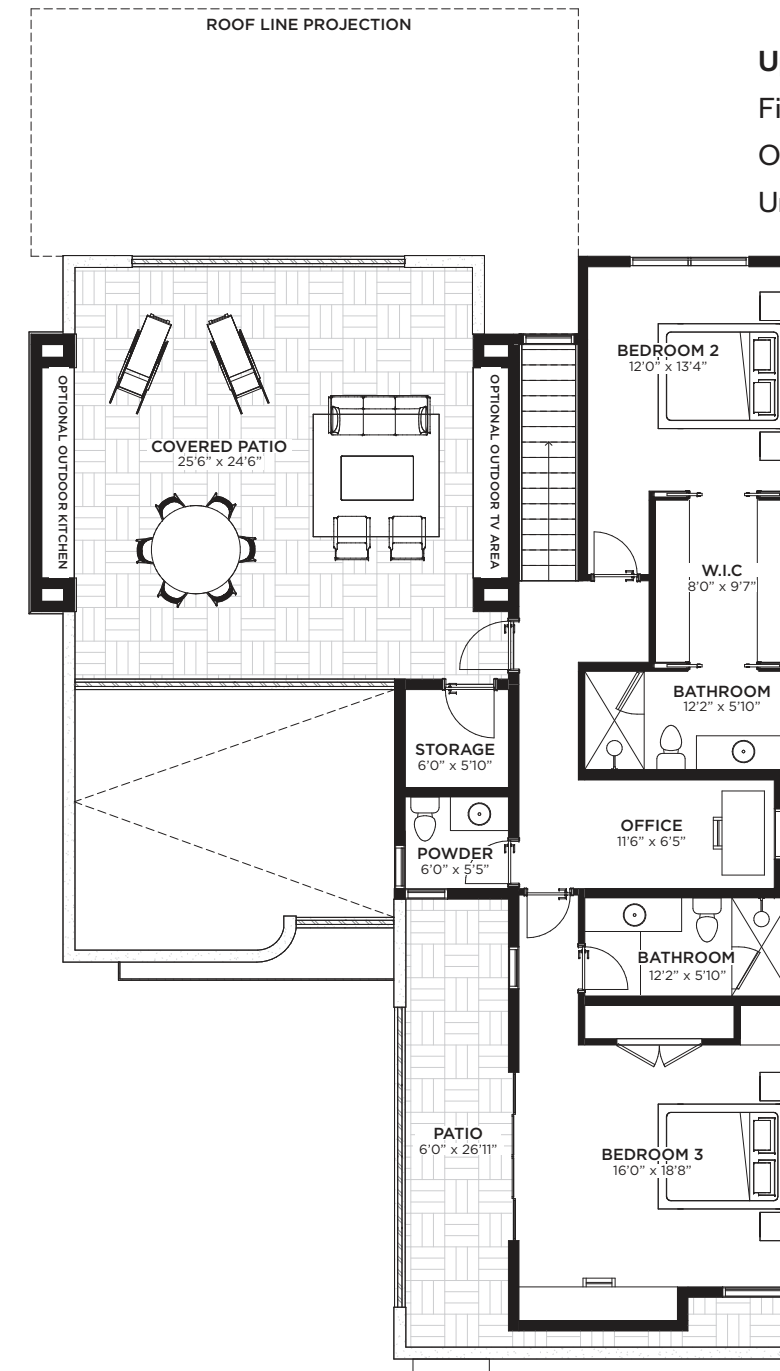 ROOF LINE PROJECTION
U
Fi
O
Un
BEDROOM 2
12'0" x 13'4"
OPTIONAL OUTDOOR KITCHEN
COVERED PATIO
25'6" x 24'6"
OPTIONAL OUTDOOR TV AREA
W.I.C
8'0" x 9'7"
BATHROOM
12'2" x 5'10"
STORAGE
6'0" x 5'10"
OFFICE
11'6" x 6'5"
POWDER
6'0" x 5'5"
BATHROOM
12'2" x 5'10"
PATIO
6'0" x 26'11"
BEDROOM 3
16'0" x 18'8"